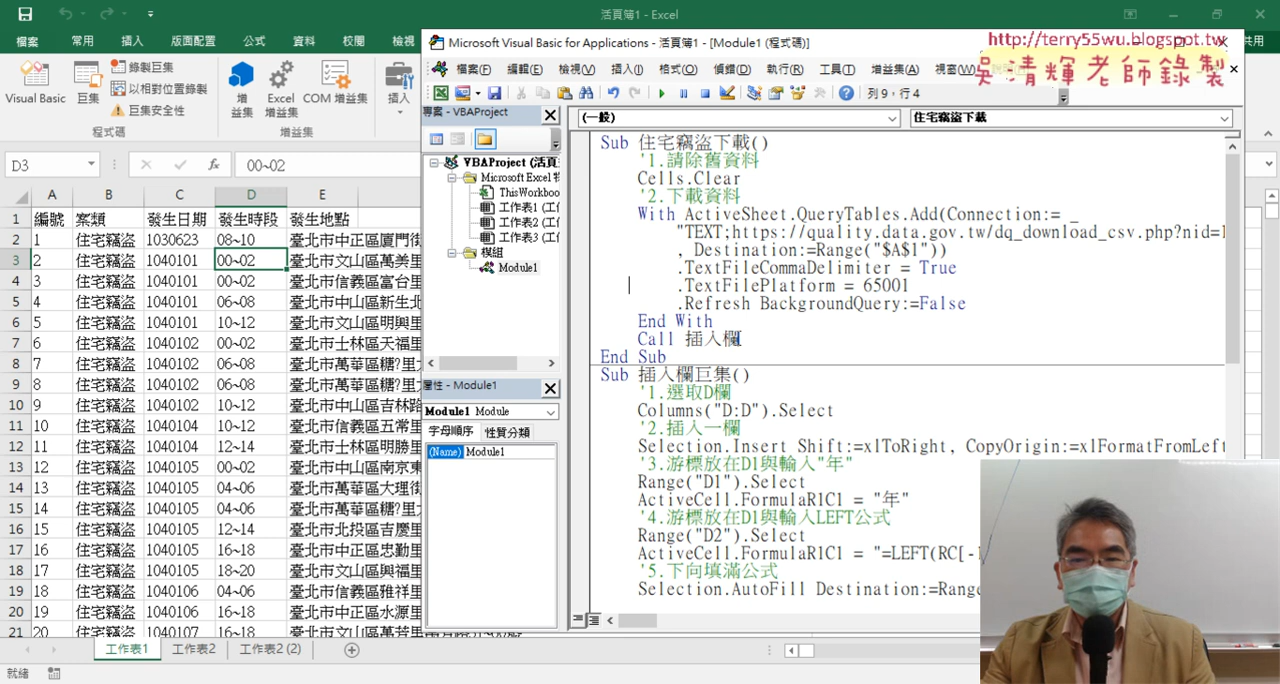 活頁簿1 - Excel
檔案 常用 插入 版面配置 公式 資料 校閱 檢視
Visual Basic 巨集 錄製巨集 以相對位置錄製 巨集安全性 增益集 Excel 增益集 COM 增益集 插入
程式碼 增益集
D3 fx 00~02
A B C D E
1 編號 案類 發生日期 發生時段 發生地點
2 1 住宅竊盜 1030623 08~10 臺北市中正區廈門街
3 2 住宅竊盜 1040101 00~02 臺北市文山區萬美里
4 3 住宅竊盜 1040101 00~02 臺北市信義區富台里
5 4 住宅竊盜 1040101 06~08 臺北市中山區新生北
6 5 住宅竊盜 1040101 10~12 臺北市文山區明興里
7 6 住宅竊盜 1040102 00~02 臺北市士林區天福里
8 7 住宅竊盜 1040102 06~08 臺北市萬華區糖?里
9 8 住宅竊盜 1040102 06~08 臺北市萬華區糖?里
10 9 住宅竊盜 1040102 10~12 臺北市中山區吉林路
11 10 住宅竊盜 1040104 10~12 臺北市信義區五常里
12 11 住宅竊盜 1040104 12~14 臺北市士林區明勝里
13 12 住宅竊盜 1040105 00~02 臺北市中山區南京東
14 13 住宅竊盜 1040105 04~06 臺北市萬華區大理街
15 14 住宅竊盜 1040105 04~06 臺北市萬華區糖?里
16 15 住宅竊盜 1040105 12~14 臺北市北投區吉慶里
17 16 住宅竊盜 1040105 16~18 臺北市中正區忠勤里
18 17 住宅竊盜 1040105 18~20 臺北市文山區興福里
19 18 住宅竊盜 1040106 04~06 臺北市信義區雅祥里
20 19 住宅竊盜 1040106 16~18 臺北市中正區水源里
21 20 住宅竊盜 1040107 16~18
工作表1 工作表2 工作表2 (2)
就緒
Microsoft Visual Basic for Applications - 活頁簿1 - [Module1 (程式碼)]
http://terry55wu.blogspot.tw
吳清輝老師錄製
共用
檔案(F) 編輯(E) 檢視(V) 插入(I) 格式(O) 偵錯(D) 執行(R) 工具(T) 增益集(A) 視窗(W)
列 9，行 4
專案 - VBAProject
VBAProject (活頁
Microsoft Excel
ThisWorkboo
工作表1 (工
工作表2 (工
工作表3 (工
模組
Module1
屬性 - Module1
Module1 Module
字母順序 性質分類
(Name) Module1
(一般) 住宅竊盜下載
Sub 住宅竊盜下載()
'1.請除舊資料
Cells.Clear
'2.下載資料
With ActiveSheet.QueryTables.Add(Connection:= _
"TEXT;https://quality.data.gov.tw/dq_download_csv.php?nid=
, Destination:=Range("$A$1"))
.TextFileCommaDelimiter = True
.TextFilePlatform = 65001
.Refresh BackgroundQuery:=False
End With
Call 插入欄
End Sub
Sub 插入欄巨集()
'1.選取D欄
Columns("D:D").Select
'2.插入一欄
Selection.Insert Shift:=xlToRight, CopyOrigin:=xlFormatFromLeft
'3.游標放在D1與輸入"年"
Range("D1").Select
ActiveCell.FormulaR1C1 = "年"
'4.游標放在D1與輸入LEFT公式
Range("D2").Select
ActiveCell.FormulaR1C1 = "=LEFT(RC[-
'5.下向填滿公式
Selection.AutoFill Destination:=Range